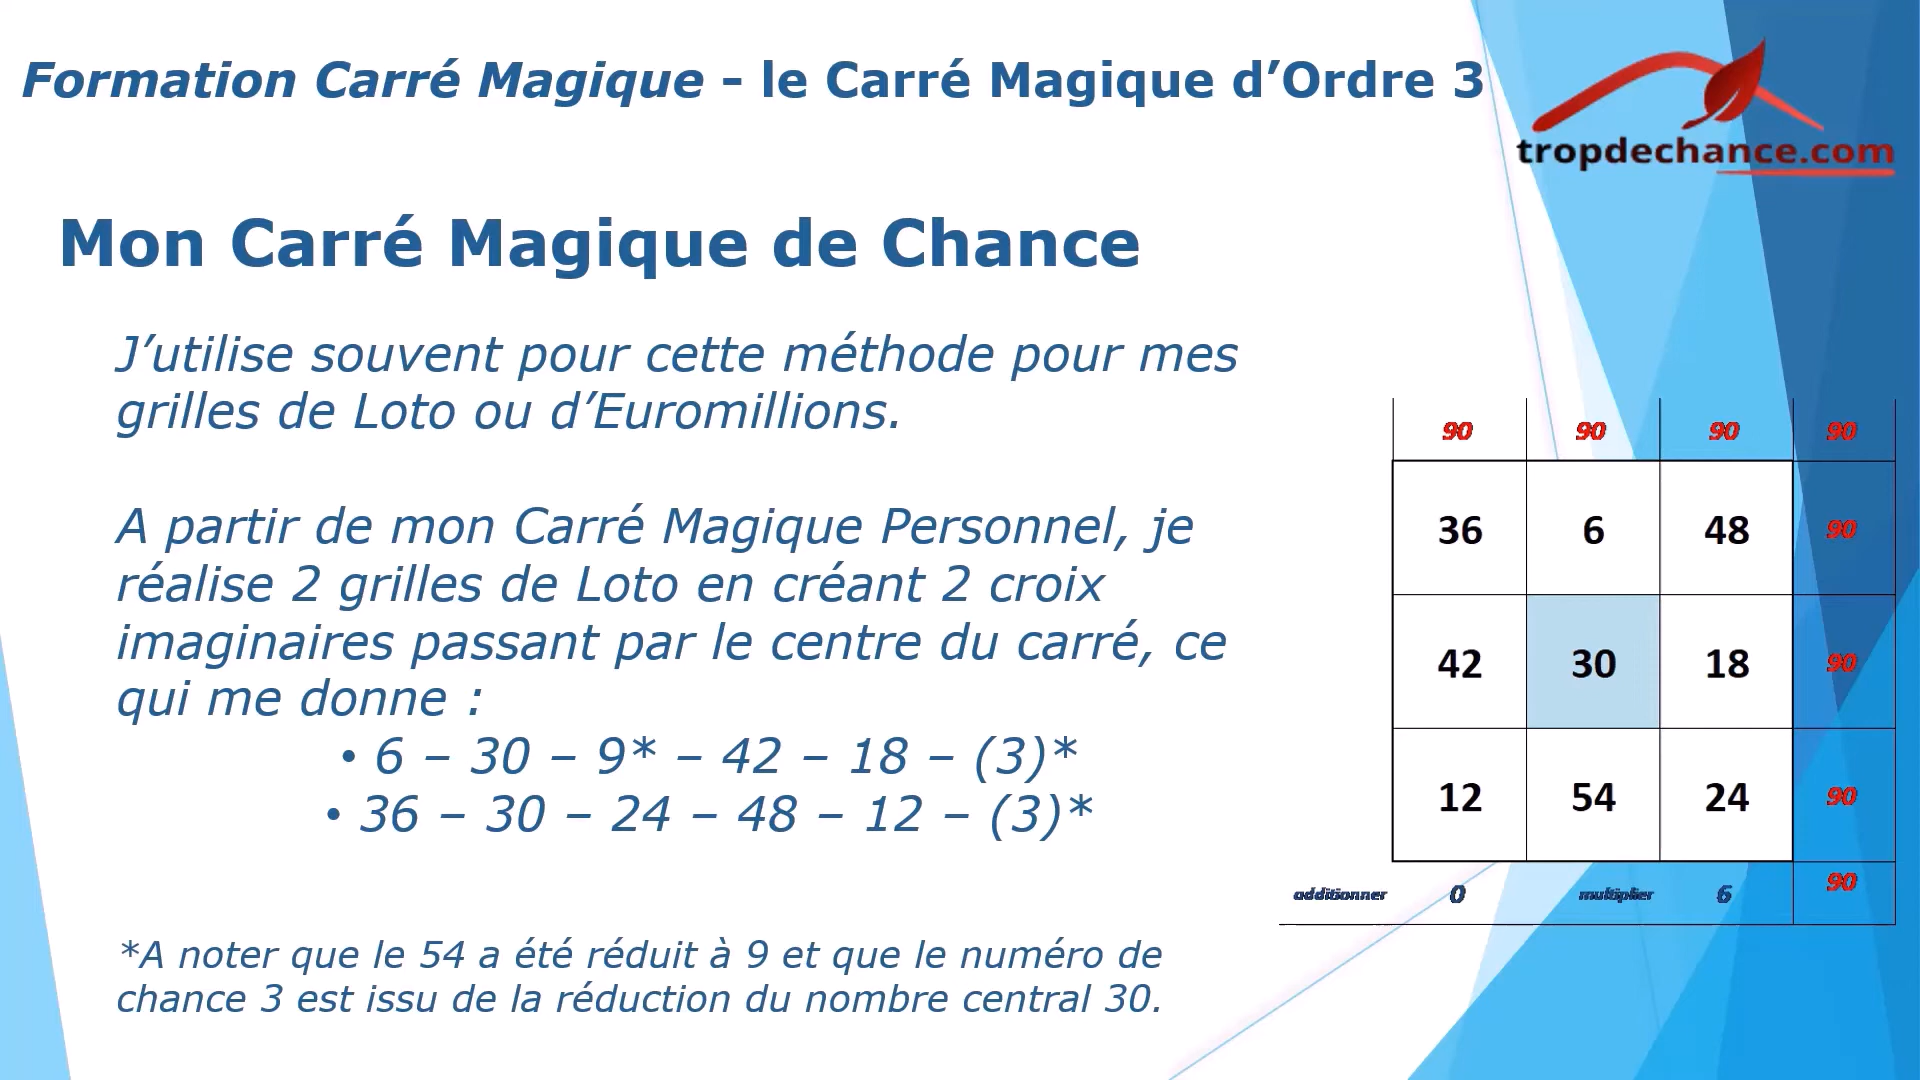 Formation Carré Magique - le Carré Magique d’Ordre 3
tropdechance.com
Mon Carré Magique de Chance
J’utilise souvent pour cette méthode pour mes
grilles de Loto ou d’Euromillions.
A partir de mon Carré Magique Personnel, je
réalise 2 grilles de Loto en créant 2 croix
imaginaires passant par le centre du carré, ce
qui me donne :
• 6 – 30 – 9* – 42 – 18 – (3)*
• 36 – 30 – 24 – 48 – 12 – (3)*
*A noter que le 54 a été réduit à 9 et que le numéro de
chance 3 est issu de la réduction du nombre central 30.
90 90 90 90
36 6 48 90
42 30 18 90
12 54 24 90
additionner 0 multiplier 6 90